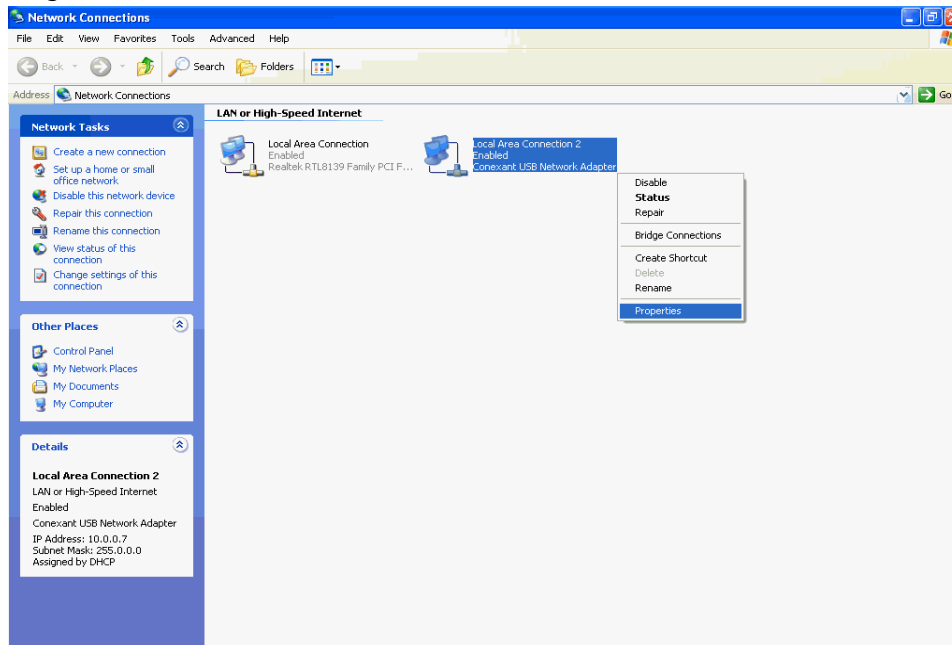 Network Connections
File Edit View Favorites Tools Advanced Help
Back Search Folders
Address Network Connections Go
Network Tasks
Create a new connection
Set up a home or small
office network
Disable this network device
Repair this connection
Rename this connection
View status of this
connection
Change settings of this
connection
Other Places
Control Panel
My Network Places
My Documents
My Computer
Details
Local Area Connection 2
LAN or High-Speed Internet
Enabled
Conexant USB Network Adapter
IP Address: 10.0.0.7
Subnet Mask: 255.0.0.0
Assigned by DHCP
LAN or High-Speed Internet
Local Area Connection
Enabled
Realtek RTL8139 Family PCI F...
Local Area Connection 2
Enabled
Conexant USB Network Adapter
Disable
Status
Repair
Bridge Connections
Create Shortcut
Delete
Rename
Properties